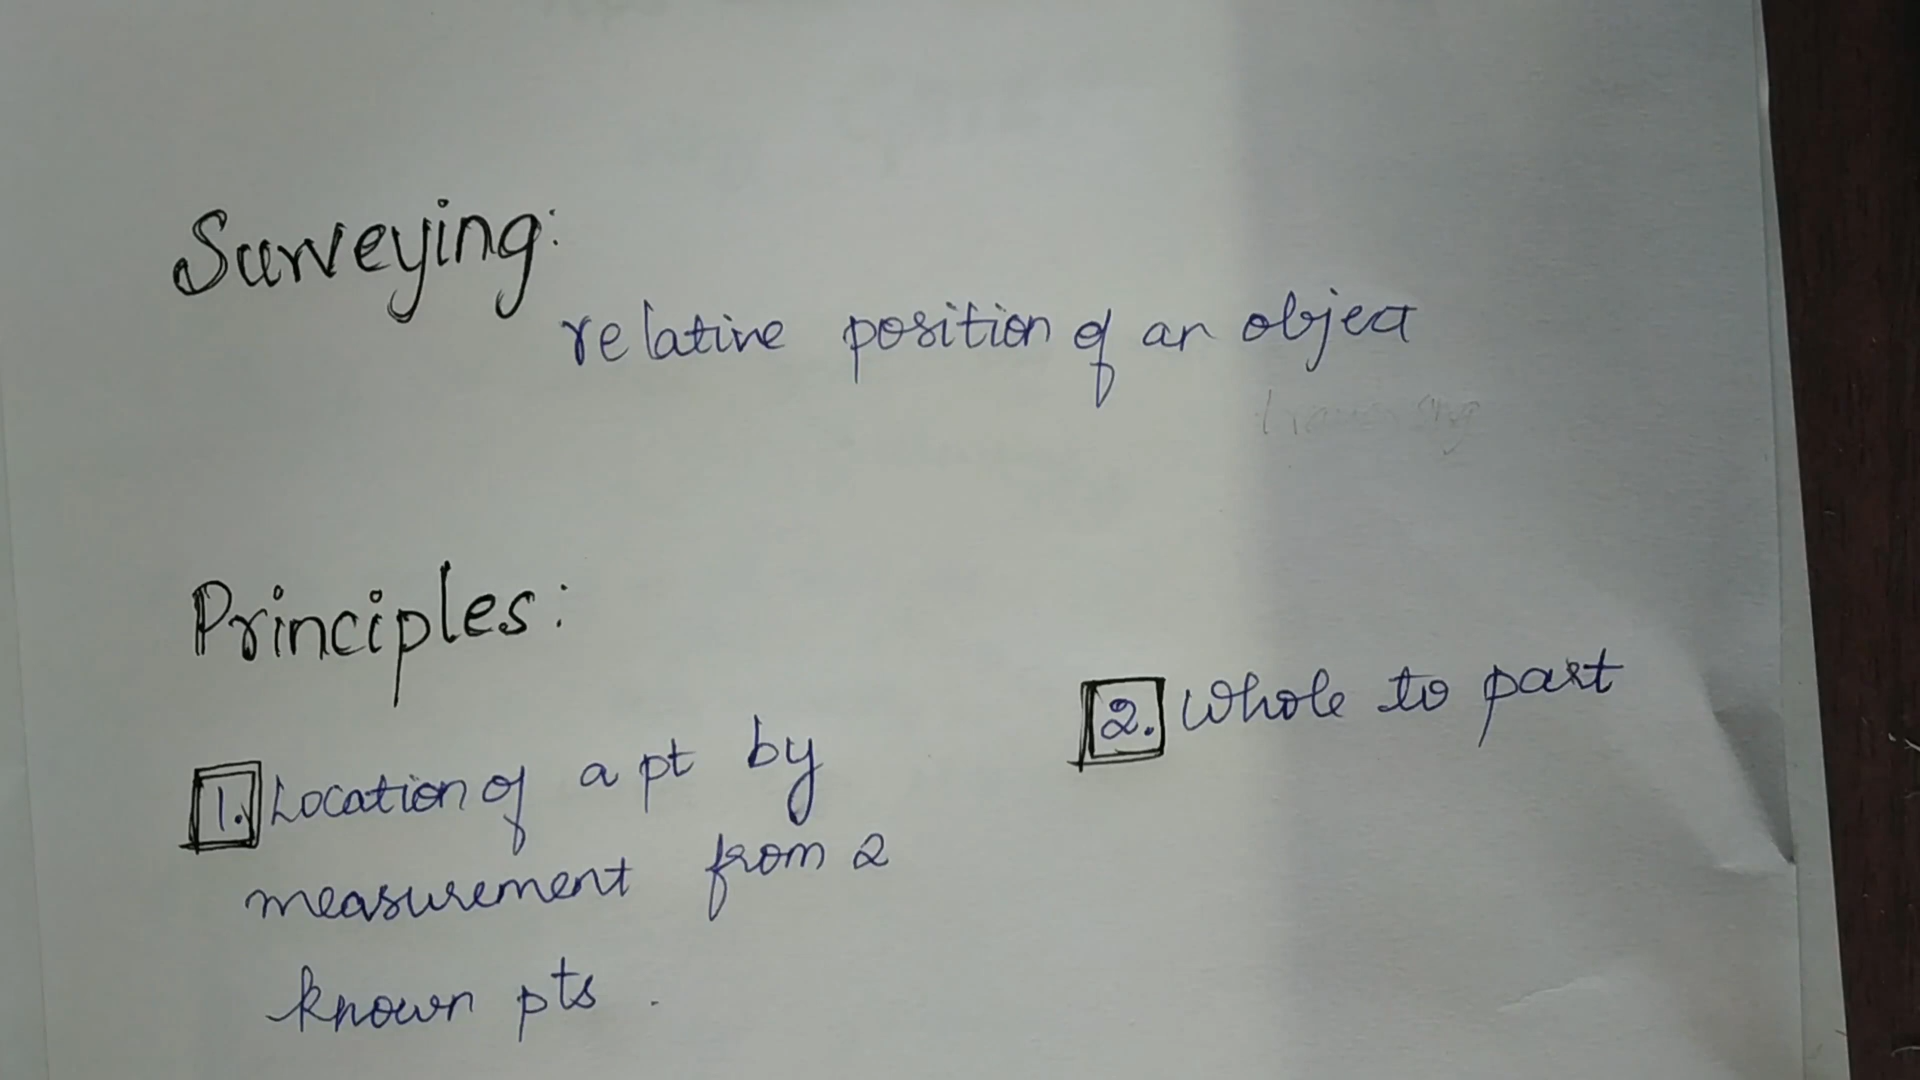 Surveying:
relative position of an object
Principles:
1. Location of a pt by
measurement from 2
known pts.
2. Whole to part